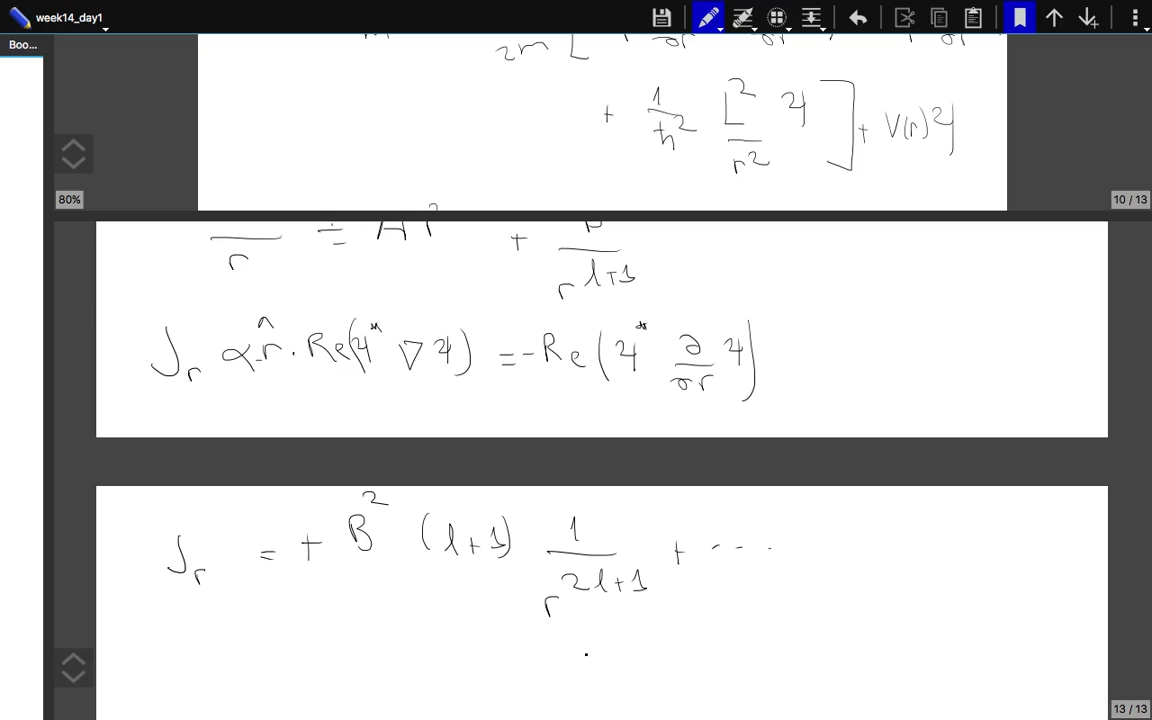 week14_day1
Boo...
2m [
+ 1/ħ² L²/r² ψ ] + V(r)ψ
80%
10 / 13
r ≐ A r + B/r^{l+1}
J_r α -r̂ · Re(ψ* ∇ ψ) = -Re(ψ* ∂/∂r ψ)
J_r = + B² (l+1) 1/r^{2l+1} + ----
13 / 13